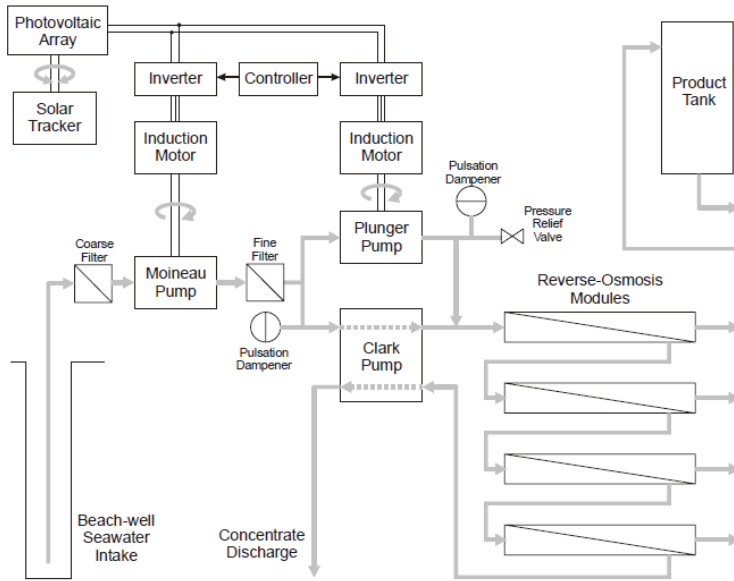 Photovoltaic
Array
Solar
Tracker
Inverter
Controller
Inverter
Induction
Motor
Induction
Motor
Product
Tank
Pulsation
Dampener
Pressure
Relief
Valve
Plunger
Pump
Coarse
Filter
Moineau
Pump
Fine
Filter
Pulsation
Dampener
Clark
Pump
Reverse-Osmosis
Modules
Beach-well
Seawater
Intake
Concentrate
Discharge